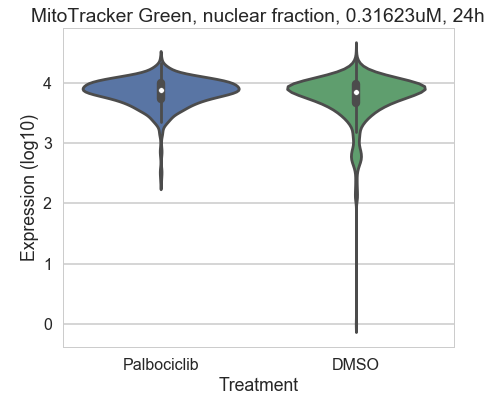 MitoTracker Green, nuclear fraction, 0.31623uM, 24h
Expression (log10)
4
3
2
1
0
Palbociclib
DMSO
Treatment